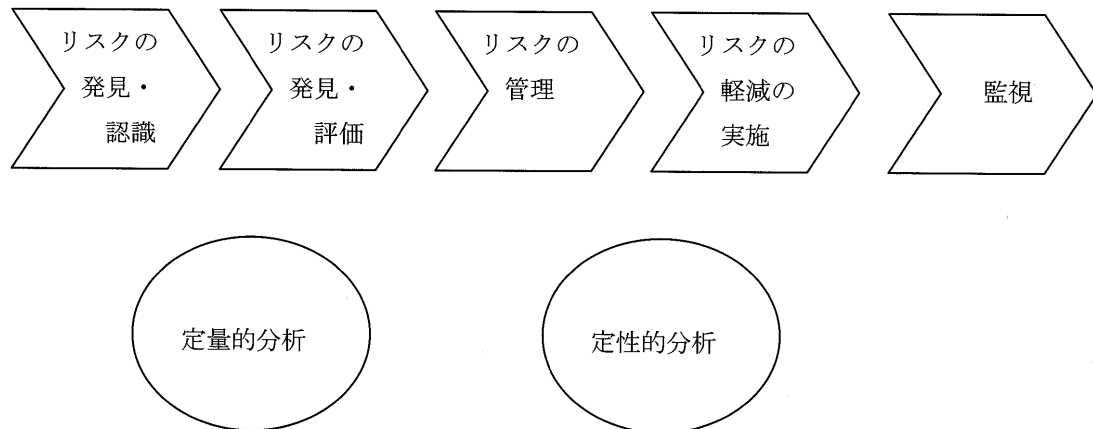 リスクの
発見・
認識
リスクの
発見・
評価
リスクの
管理
リスクの
軽減の
実施
監視
定量的分析
定性的分析